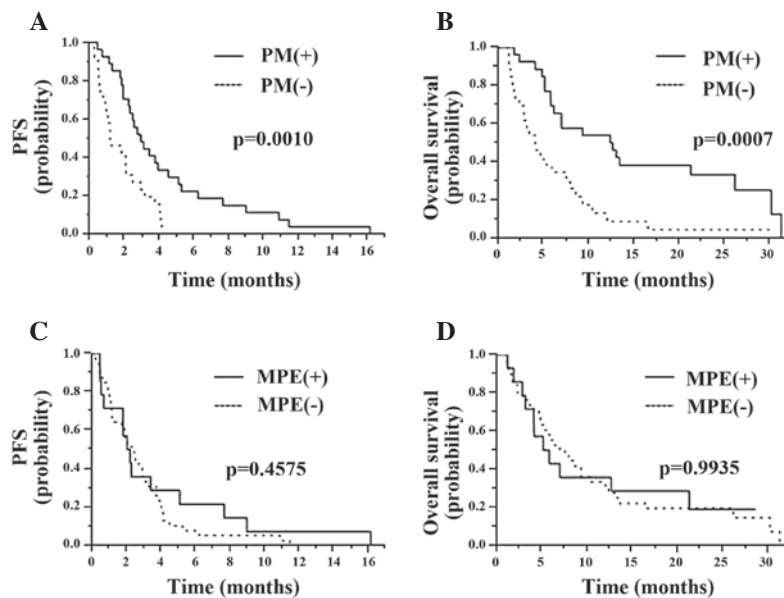 A
PFS
(probability)
1.0
0.8
0.6
0.4
0.2
0.0
PM(+)
PM(-)
p=0.0010
0 2 4 6 8 10 12 14 16
Time (months)
B
Overall survival
(probability)
1.0
0.8
0.6
0.4
0.2
0.0
PM(+)
PM(-)
p=0.0007
0 5 10 15 20 25 30
Time (months)
C
PFS
(probability)
1.0
0.8
0.6
0.4
0.2
0.0
MPE(+)
MPE(-)
p=0.4575
0 2 4 6 8 10 12 14 16
Time (months)
D
Overall survival
(probability)
1.0
0.8
0.6
0.4
0.2
0.0
MPE(+)
MPE(-)
p=0.9935
0 5 10 15 20 25 30
Time (months)